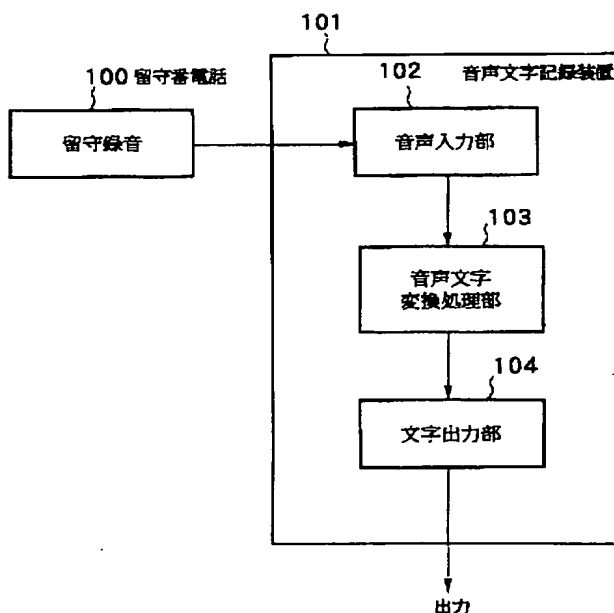 101
100 留守番電話
102
音声文字記録装置
留守録音
音声入力部
103
音声文字
変換処理部
104
文字出力部
出力